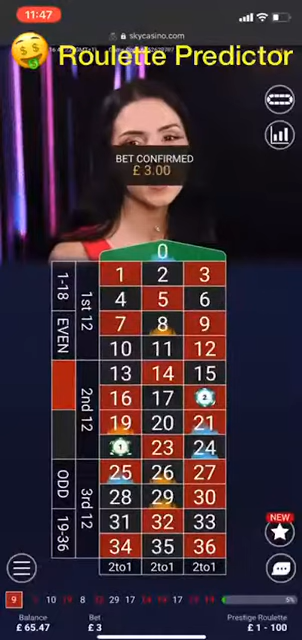 11:47
skycasino.com
Roulette Predictor
BET CONFIRMED
£ 3.00
0
1-18
EVEN
ODD
19-36
1st 12
2nd 12
3rd 12
1 2 3
4 5 6
7 8 9
10 11 12
13 14 15
16 17 2
19 20 21
1 23 24
25 26 27
28 29 30
31 32 33
34 35 36
2to1 2to1 2to1
NEW
9 10 19 8 29 17 17 5%
Balance Bet Prestige Roulette
£ 65.47 £ 3 £ 1 - 100